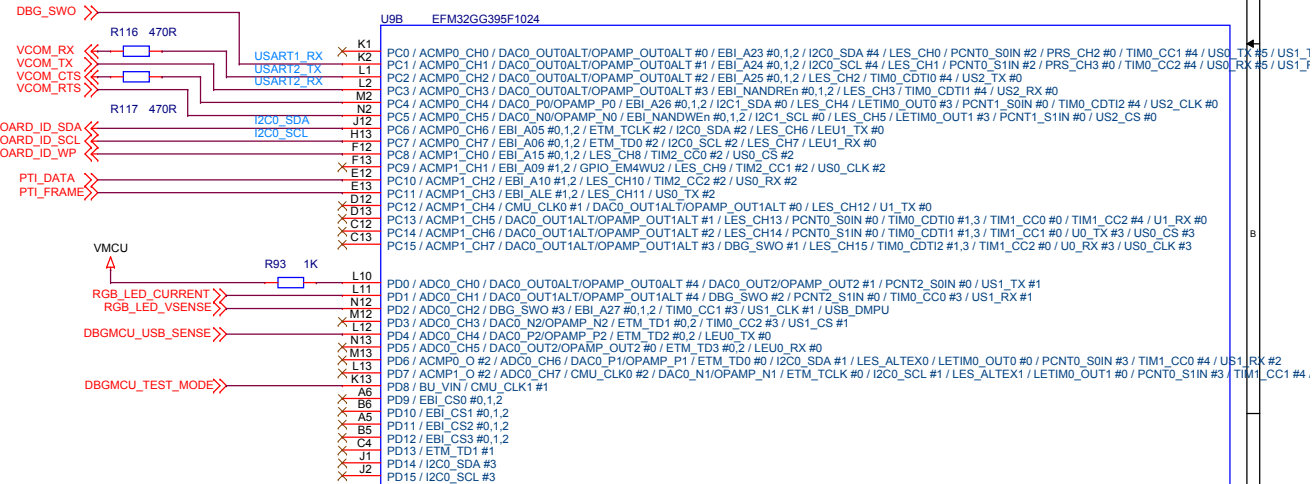 DBG_SWO
U9B EFM32GG395F1024
R116 470R
VCOM_RX
VCOM_TX
VCOM_CTS
VCOM_RTS
R117 470R
USART1_RX
USART2_TX
USART2_RX
I2C0_SDA
I2C0_SCL
OARD_ID_SDA
OARD_ID_SCL
OARD_ID_WP
PTI_DATA
PTI_FRAME
K1 PC0 / ACMP0_CH0 / DAC0_OUT0ALT/OPAMP_OUT0ALT #0 / EBI_A23 #0,1,2 / I2C0_SDA #4 / LES_CH0 / PCNT0_S0IN #2 / PRS_CH2 #0 / TIM0_CC1 #4 / US0_TX #5 / US1_T
K2 PC1 / ACMP0_CH1 / DAC0_OUT0ALT/OPAMP_OUT0ALT #1 / EBI_A24 #0,1,2 / I2C0_SCL #4 / LES_CH1 / PCNT0_S1IN #2 / PRS_CH3 #0 / TIM0_CC2 #4 / US0_RX #5 / US1_R
L1 PC2 / ACMP0_CH2 / DAC0_OUT0ALT/OPAMP_OUT0ALT #2 / EBI_A25 #0,1,2 / LES_CH2 / TIM0_CDTI0 #4 / US2_TX #0
L2 PC3 / ACMP0_CH3 / DAC0_OUT0ALT/OPAMP_OUT0ALT #3 / EBI_NANDREn #0,1,2 / LES_CH3 / TIM0_CDTI1 #4 / US2_RX #0
M2 PC4 / ACMP0_CH4 / DAC0_P0/OPAMP_P0 / EBI_A26 #0,1,2 / I2C1_SDA #0 / LES_CH4 / LETIM0_OUT0 #3 / PCNT1_S0IN #0 / TIM0_CDTI2 #4 / US2_CLK #0
N2 PC5 / ACMP0_CH5 / DAC0_N0/OPAMP_N0 / EBI_NANDWEn #0,1,2 / I2C1_SCL #0 / LES_CH5 / LETIM0_OUT1 #3 / PCNT1_S1IN #0 / US2_CS #0
J12 PC6 / ACMP0_CH6 / EBI_A05 #0,1,2 / ETM_TCLK #2 / I2C0_SDA #2 / LES_CH6 / LEU1_TX #0
H13 PC7 / ACMP0_CH7 / EBI_A06 #0,1,2 / ETM_TD0 #2 / I2C0_SCL #2 / LES_CH7 / LEU1_RX #0
F12 PC8 / ACMP1_CH0 / EBI_A15 #0,1,2 / LES_CH8 / TIM2_CC0 #2 / US0_CS #2
F13 PC9 / ACMP1_CH1 / EBI_A09 #1,2 / GPIO_EM4WU2 / LES_CH9 / TIM2_CC1 #2 / US0_CLK #2
E12 PC10 / ACMP1_CH2 / EBI_A10 #1,2 / LES_CH10 / TIM2_CC2 #2 / US0_RX #2
E13 PC11 / ACMP1_CH3 / EBI_ALE #1,2 / LES_CH11 / US0_TX #2
D12 PC12 / ACMP1_CH4 / CMU_CLK0 #1 / DAC0_OUT1ALT/OPAMP_OUT1ALT #0 / LES_CH12 / U1_TX #0
D13 PC13 / ACMP1_CH5 / DAC0_OUT1ALT/OPAMP_OUT1ALT #1 / LES_CH13 / PCNT0_S0IN #0 / TIM0_CDTI0 #1,3 / TIM1_CC0 #0 / TIM1_CC2 #4 / U1_RX #0
C12 PC14 / ACMP1_CH6 / DAC0_OUT1ALT/OPAMP_OUT1ALT #2 / LES_CH14 / PCNT0_S1IN #0 / TIM0_CDTI1 #1,3 / TIM1_CC1 #0 / U0_TX #3 / US0_CS #3
C13 PC15 / ACMP1_CH7 / DAC0_OUT1ALT/OPAMP_OUT1ALT #3 / DBG_SWO #1 / LES_CH15 / TIM0_CDTI2 #1,3 / TIM1_CC2 #0 / U0_RX #3 / US0_CLK #3
B
VMCU
R93 1K
RGB_LED_CURRENT
RGB_LED_VSENSE
DBGMCU_USB_SENSE
DBGMCU_TEST_MODE
L10 PD0 / ADC0_CH0 / DAC0_OUT0ALT/OPAMP_OUT0ALT #4 / DAC0_OUT2/OPAMP_OUT2 #1 / PCNT2_S0IN #0 / US1_TX #1
L11 PD1 / ADC0_CH1 / DAC0_OUT1ALT/OPAMP_OUT1ALT #4 / DBG_SWO #2 / PCNT2_S1IN #0 / TIM0_CC0 #3 / US1_RX #1
N12 PD2 / ADC0_CH2 / DBG_SWO #3 / EBI_A27 #0,1,2 / TIM0_CC1 #3 / US1_CLK #1 / USB_DMPU
M12 PD3 / ADC0_CH3 / DAC0_N2/OPAMP_N2 / ETM_TD1 #0,2 / TIM0_CC2 #3 / US1_CS #1
L12 PD4 / ADC0_CH4 / DAC0_P2/OPAMP_P2 / ETM_TD2 #0,2 / LEU0_TX #0
N13 PD5 / ADC0_CH5 / DAC0_OUT2/OPAMP_OUT2 #0 / ETM_TD3 #0,2 / LEU0_RX #0
M13 PD6 / ACMP0_O #2 / ADC0_CH6 / DAC0_P1/OPAMP_P1 / ETM_TD0 #0 / I2C0_SDA #1 / LES_ALTEX0 / LETIM0_OUT0 #0 / PCNT0_S0IN #3 / TIM1_CC0 #4 / US1_RX #2
L13 PD7 / ACMP1_O #2 / ADC0_CH7 / CMU_CLK0 #2 / DAC0_N1/OPAMP_N1 / ETM_TCLK #0 / I2C0_SCL #1 / LES_ALTEX1 / LETIM0_OUT1 #0 / PCNT0_S1IN #3 / TIM1_CC1 #4 /
K13 PD8 / BU_VIN / CMU_CLK1 #1
A6 PD9 / EBI_CS0 #0,1,2
B6 PD10 / EBI_CS1 #0,1,2
A5 PD11 / EBI_CS2 #0,1,2
B5 PD12 / EBI_CS3 #0,1,2
C4 PD13 / ETM_TD1 #1
J1 PD14 / I2C0_SDA #3
J2 PD15 / I2C0_SCL #3